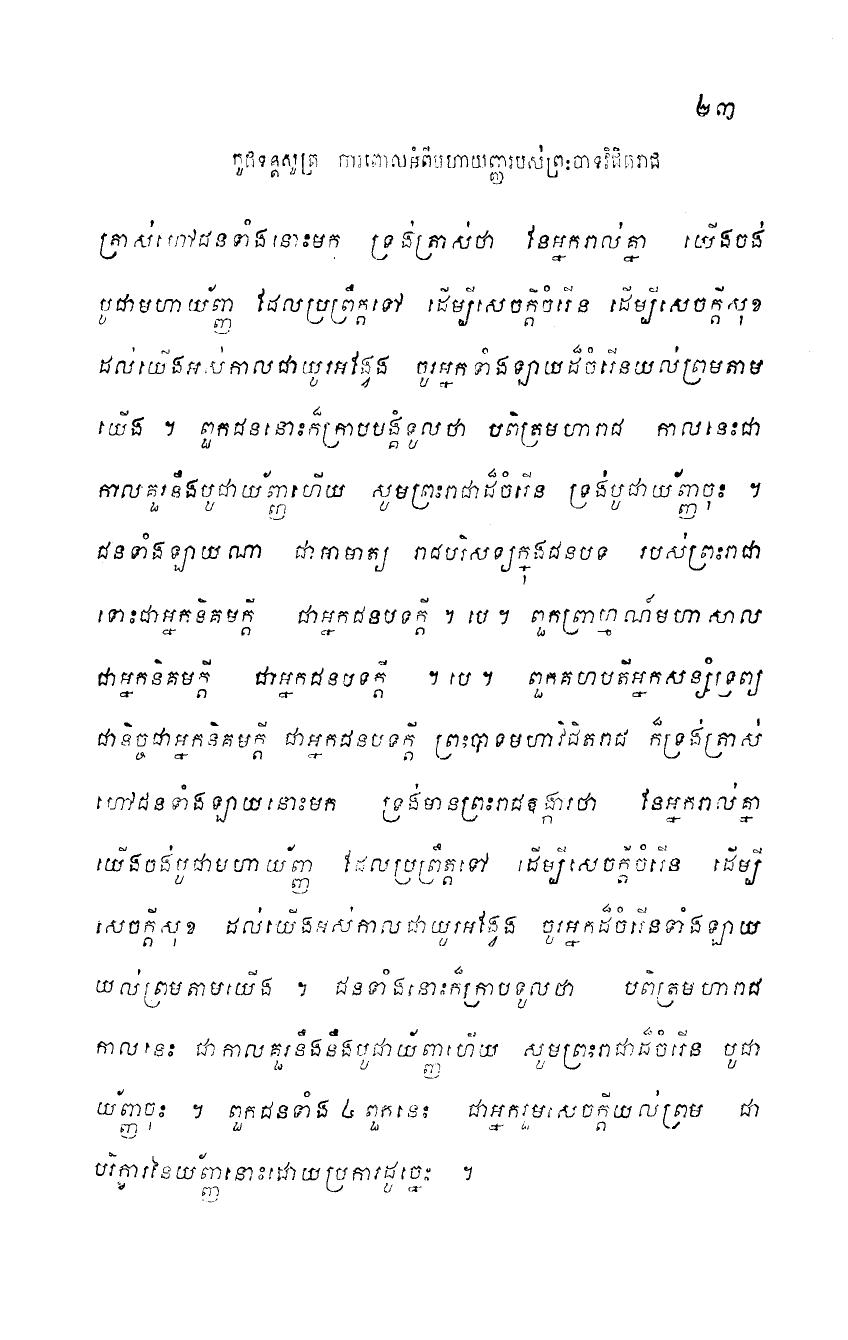 ២៣
កូដទន្តសូត្រ ការពោលអំពីមហាយញ្ញរបស់ព្រះបាទវិជិតរាជ
ត្រាស់ហៅជនទាំងនោះមក ទ្រង់ត្រាស់ថា នែអ្នករាល់គ្នា យើងចង់
បូជាមហាយ័ញ្ញ ដែលប្រព្រឹត្តទៅ ដើម្បីសេចក្តីចំរើន ដើម្បីសេចក្តីសុខ
ដល់យើងអស់កាលជាយូរអង្វែង ចូរអ្នកទាំងឡាយដ៏ចំរើនយល់ព្រមតាម
យើង ។ ពួកជននោះក៏ក្រាបបង្គំទូលថា បពិត្រមហារាជ កាលនេះជា
កាលគួរនឹងបូជាយ័ញ្ញហើយ សូមព្រះរាជាដ៏ចំរើន ទ្រង់បូជាយ័ញ្ញចុះ ។
ជនទាំងឡាយណា ជាអាមាត្យ រាជបរិសទ្យក្នុងជនបទ របស់ព្រះរាជា
ទោះជាអ្នកនិគមក្តី ជាអ្នកជនបទក្តី ។ បេ ។ ពួកព្រាហ្មណ៍មហាសាល
ជាអ្នកនិគមក្តី ជាអ្នកជនបទក្តី ។ បេ ។ ពួកគហបតីអ្នកសន្សំទ្រព្យ
ជានិច្ចជាអ្នកនិគមក្តី ជាអ្នកជនបទក្តី ព្រះបាទមហាវិជិតរាជ ក៏ទ្រង់ត្រាស់
ហៅជនទាំងឡាយនោះមក ទ្រង់មានព្រះរាជតុង្ការថា នែអ្នករាល់គ្នា
យើងចង់បូជាមហាយ័ញ្ញ ដែលប្រព្រឹត្តទៅ ដើម្បីសេចក្តីចំរើន ដើម្បី
សេចក្តីសុខ ដល់យើងអស់កាលជាយូរអង្វែង ចូរអ្នកដ៏ចំរើនទាំងឡាយ
យល់ព្រមតាមយើង ។ ជនទាំងនោះក៏ក្រាបទូលថា បពិត្រមហារាជ
កាលនេះ ជាកាលគួរនឹងនឹងបូជាយ័ញ្ញហើយ សូមព្រះរាជាដ៏ចំរើន បូជា
យ័ញ្ញចុះ ។ ពួកជនទាំង ៤ ពួកនេះ ជាអ្នករួមសេចក្តីយល់ព្រម ជា
បរិក្ខារនៃយ័ញ្ញនោះដោយប្រការដូច្នេះ ។